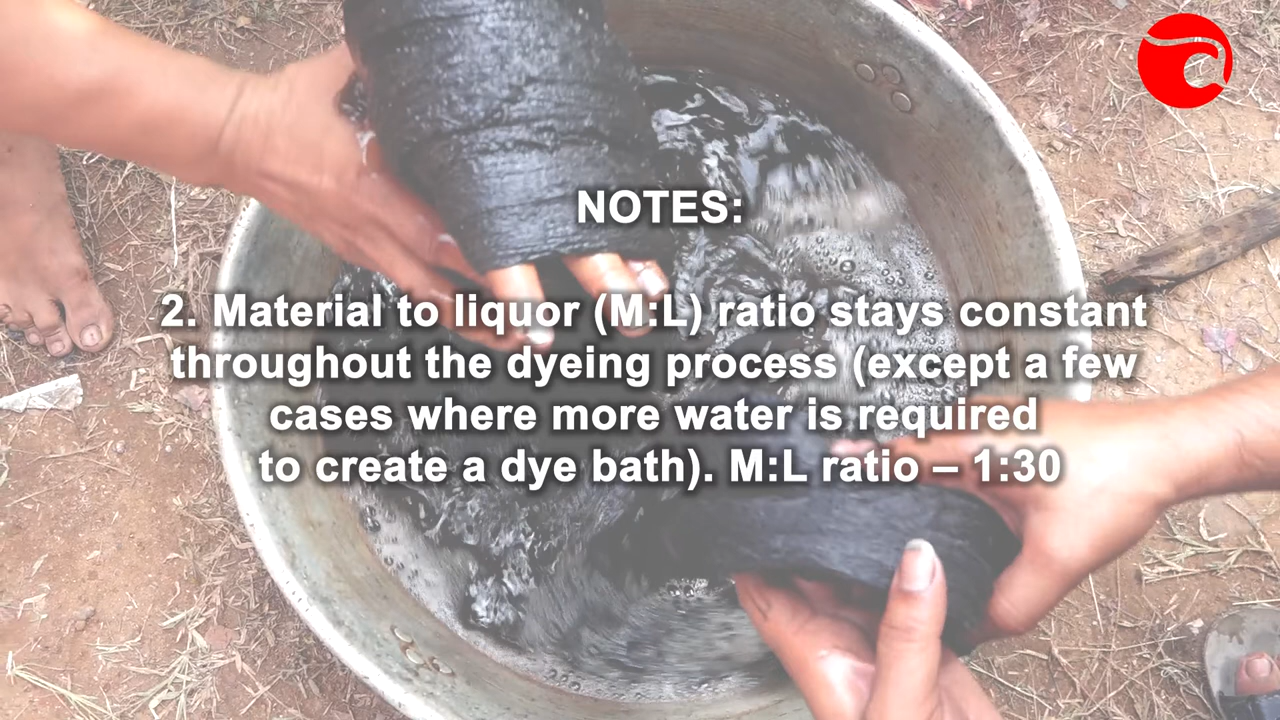 NOTES:
2. Material to liquor (M:L) ratio stays constant
throughout the dyeing process (except a few
cases where more water is required
to create a dye bath). M:L ratio – 1:30